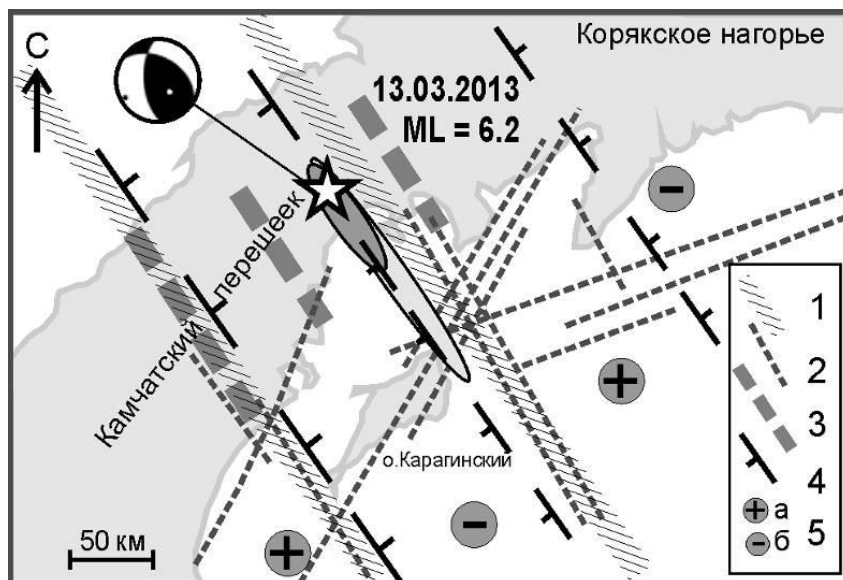 С
Корякское нагорье
13.03.2013
ML = 6.2
Камчатский
перешеек
о.Карагинский
50 км
1
2
3
4
а
б
5